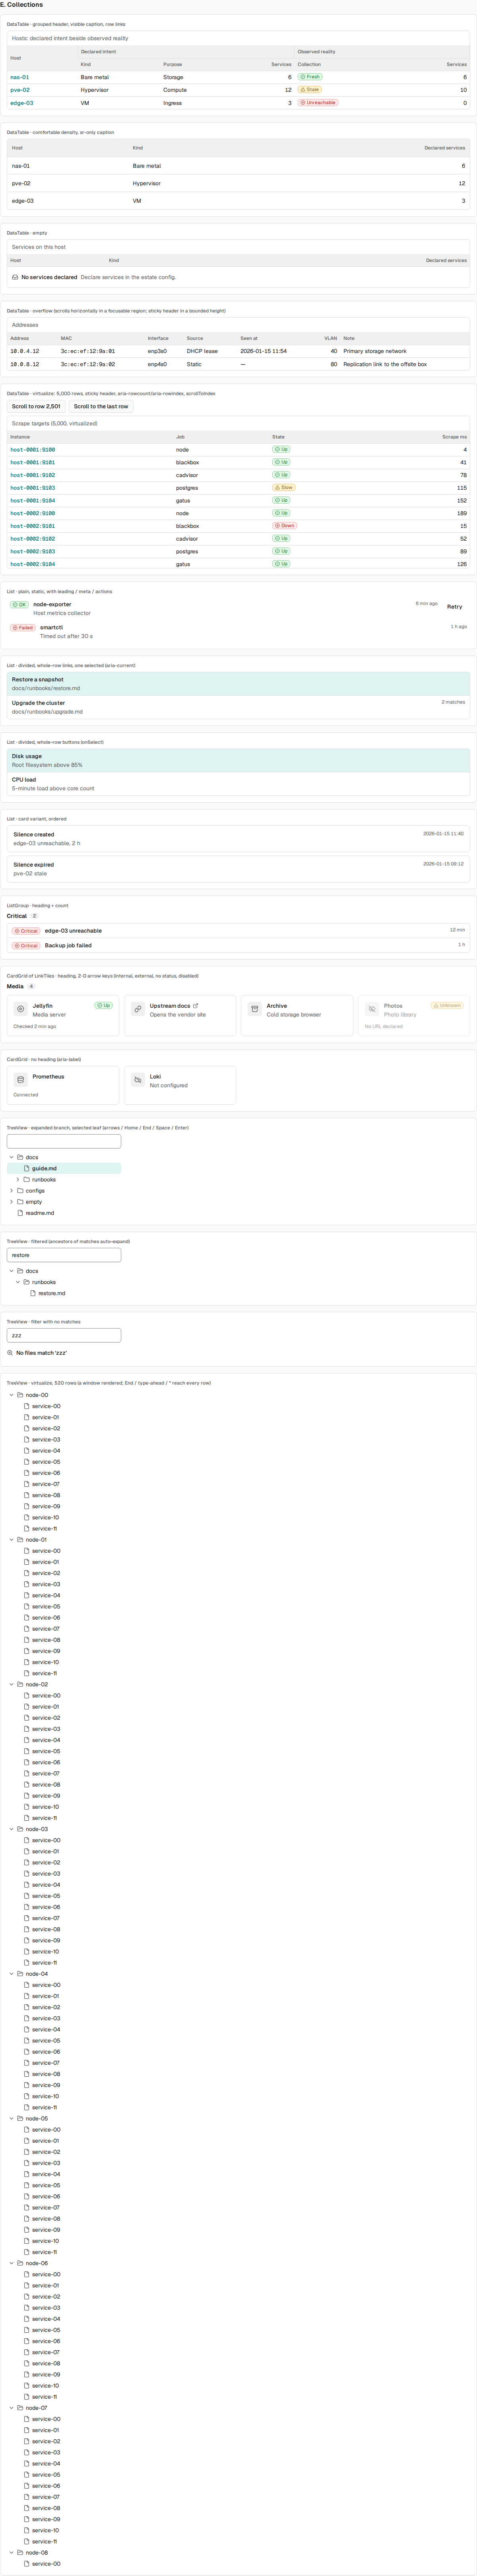 E. Collections
DataTable · grouped header, visible caption, row links
Hosts: declared intent beside observed reality
Host Declared intent Observed reality
Kind Purpose Services Collection Services
nas-01 Bare metal Storage 6 Fresh 6
pve-02 Hypervisor Compute 12 Stale 10
edge-03 VM Ingress 3 Unreachable 0
DataTable · comfortable density, sr-only caption
Host Kind Declared services
nas-01 Bare metal 6
pve-02 Hypervisor 12
edge-03 VM 3
DataTable · empty
Services on this host
Host Kind Declared services
No services declared Declare services in the estate config.
DataTable · overflow (scrolls horizontally in a focusable region; sticky header in a bounded height)
Addresses
Address MAC Interface Source Seen at VLAN Note
10.0.4.12 3c:ec:ef:12:9a:01 enp3s0 DHCP lease 2026-01-15 11:54 40 Primary storage network
10.0.8.12 3c:ec:ef:12:9a:02 enp4s0 Static — 80 Replication link to the offsite box
DataTable · virtualize: 5,000 rows, sticky header, aria-rowcount/aria-rowindex, scrollToIndex
Scroll to row 2,501 Scroll to the last row
Scrape targets (5,000, virtualized)
Instance Job State Scrape ms
host-0001:9100 node Up 4
host-0001:9101 blackbox Up 41
host-0001:9102 cadvisor Up 78
host-0001:9103 postgres Slow 115
host-0001:9104 gatus Up 152
host-0002:9100 node Up 189
host-0002:9101 blackbox Down 15
host-0002:9102 cadvisor Up 52
host-0002:9103 postgres Up 89
host-0002:9104 gatus Up 126
List · plain, static, with leading / meta / actions
OK node-exporter 6 min ago Retry
Host metrics collector
Failed smartctl 1 h ago
Timed out after 30 s
List · divided, whole-row links, one selected (aria-current)
Restore a snapshot
docs/runbooks/restore.md
Upgrade the cluster 2 matches
docs/runbooks/upgrade.md
List · divided, whole-row buttons (onSelect)
Disk usage
Root filesystem above 85%
CPU load
5-minute load above core count
List · card variant, ordered
Silence created 2026-01-15 11:40
edge-03 unreachable, 2 h
Silence expired 2026-01-15 09:12
pve-02 stale
ListGroup · heading + count
Critical 2
Critical edge-03 unreachable 12 min
Critical Backup job failed 1 h
CardGrid of LinkTiles · heading, 2-D arrow keys (internal, external, no status, disabled)
Media 4
Jellyfin Up
Media server
Checked 2 min ago
Upstream docs
Opens the vendor site
Archive
Cold storage browser
Photos Unknown
Photo library
No URL declared
CardGrid · no heading (aria-label)
Prometheus
Connected
Loki
Not configured
TreeView · expanded branch, selected leaf (arrows / Home / End / Space / Enter)
docs
guide.md
runbooks
configs
empty
readme.md
TreeView · filtered (ancestors of matches auto-expand)
restore
docs
runbooks
restore.md
TreeView · filter with no matches
zzz
No files match 'zzz'
TreeView · virtualize, 520 rows (a window rendered; End / type-ahead / * reach every row)
node-00
service-00
service-01
service-02
service-03
service-04
service-05
service-06
service-07
service-08
service-09
service-10
service-11
node-01
service-00
service-01
service-02
service-03
service-04
service-05
service-06
service-07
service-08
service-09
service-10
service-11
node-02
service-00
service-01
service-02
service-03
service-04
service-05
service-06
service-07
service-08
service-09
service-10
service-11
node-03
service-00
service-01
service-02
service-03
service-04
service-05
service-06
service-07
service-08
service-09
service-10
service-11
node-04
service-00
service-01
service-02
service-03
service-04
service-05
service-06
service-07
service-08
service-09
service-10
service-11
node-05
service-00
service-01
service-02
service-03
service-04
service-05
service-06
service-07
service-08
service-09
service-10
service-11
node-06
service-00
service-01
service-02
service-03
service-04
service-05
service-06
service-07
service-08
service-09
service-10
service-11
node-07
service-00
service-01
service-02
service-03
service-04
service-05
service-06
service-07
service-08
service-09
service-10
service-11
node-08
service-00